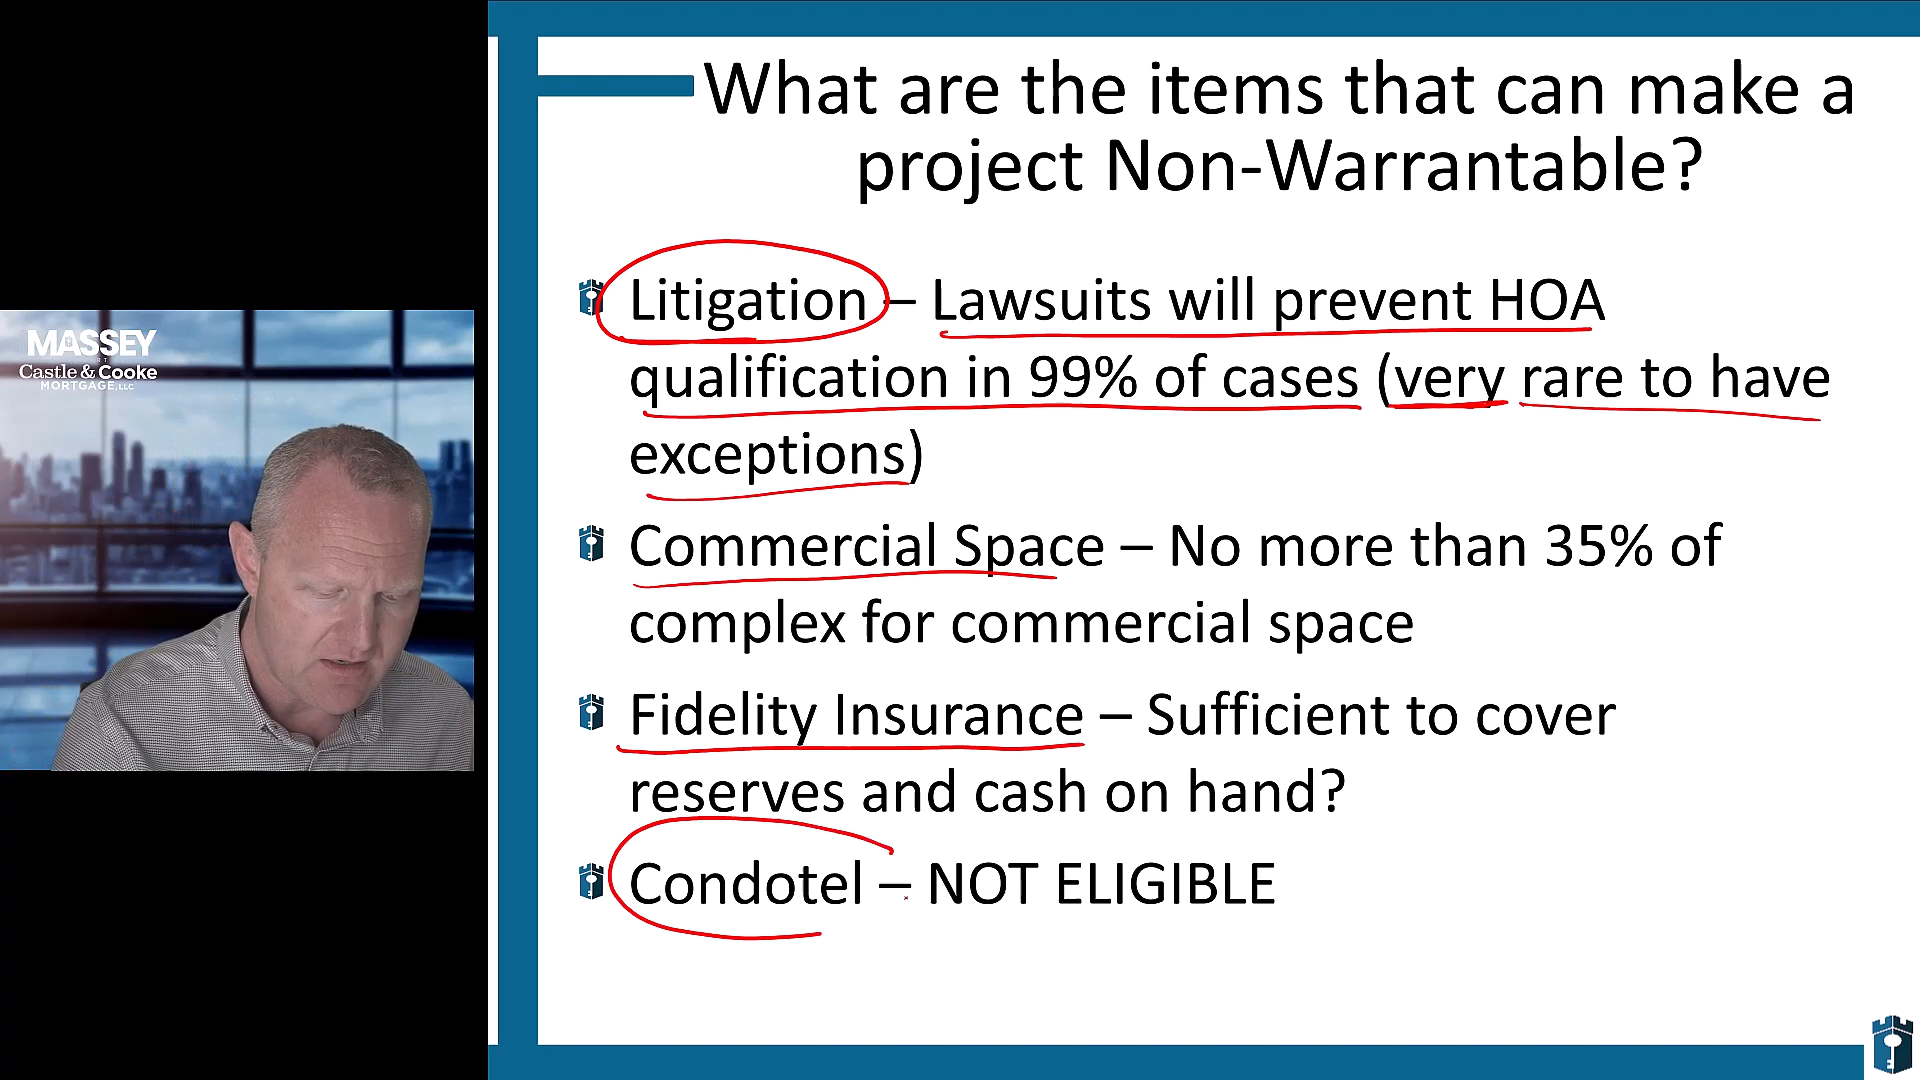 What are the items that can make a
project Non-Warrantable?
MASSEY
AT
Castle & Cooke
MORTGAGE, LLC
Litigation – Lawsuits will prevent HOA
qualification in 99% of cases (very rare to have
exceptions)
Commercial Space – No more than 35% of
complex for commercial space
Fidelity Insurance – Sufficient to cover
reserves and cash on hand?
Condotel – NOT ELIGIBLE